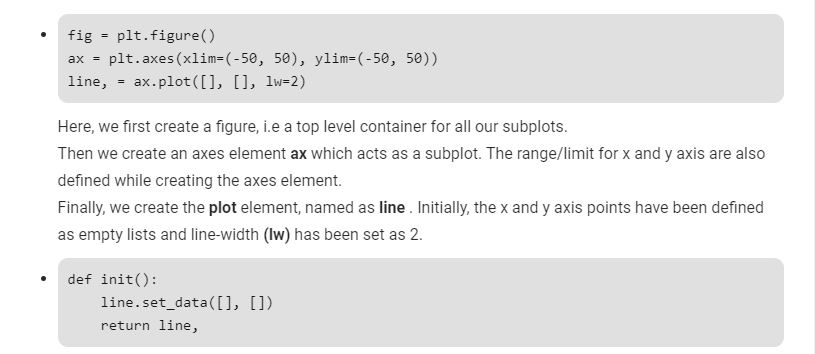 fig = plt.figure()
ax = plt.axes(xlim=(-50, 50), ylim=(-50, 50))
line, = ax.plot([], [], lw=2)
Here, we first create a figure, i.e a top level container for all our subplots.
Then we create an axes element ax which acts as a subplot. The range/limit for x and y axis are also
defined while creating the axes element.
Finally, we create the plot element, named as line . Initially, the x and y axis points have been defined
as empty lists and line-width (lw) has been set as 2.
def init():
    line.set_data([], [])
    return line,